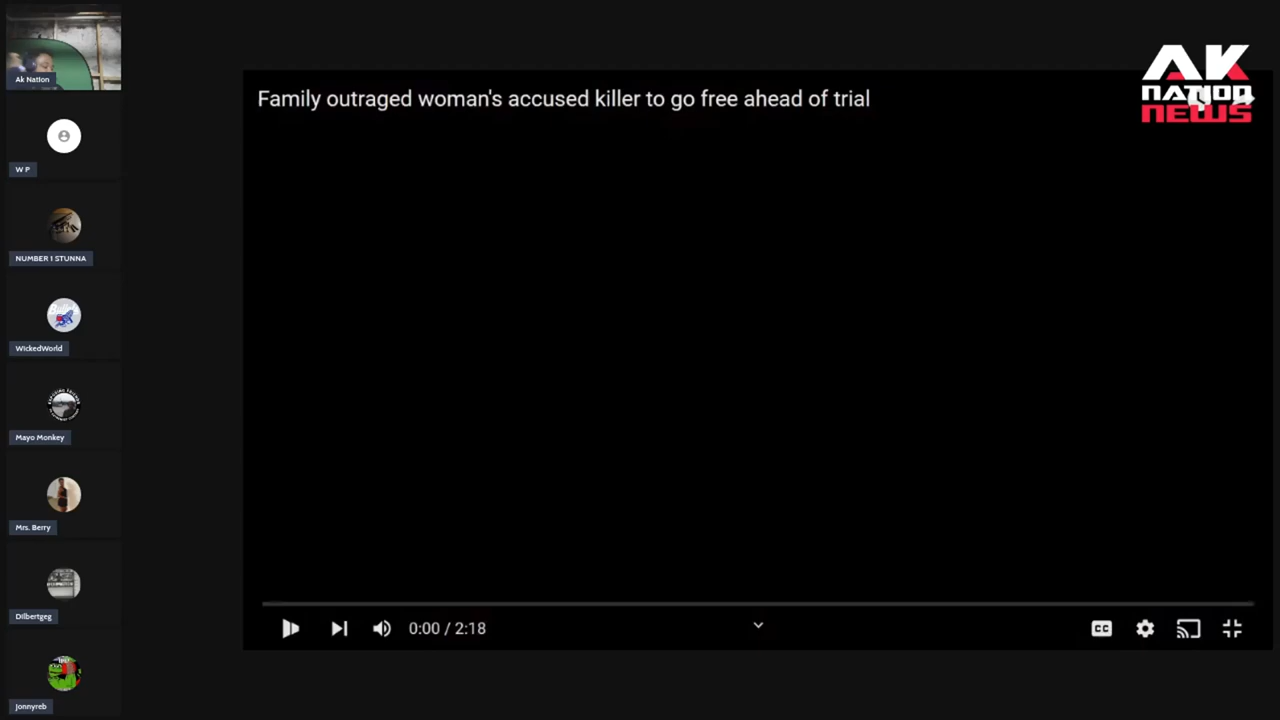 Ak Nation
W P
NUMBER 1 STUNNA
WickedWorld
Mayo Monkey
Mrs. Berry
Dilbertgeg
Jonnyreb
Family outraged woman's accused killer to go free ahead of trial
AK
NATION
NEWS
0:00 / 2:18
CC